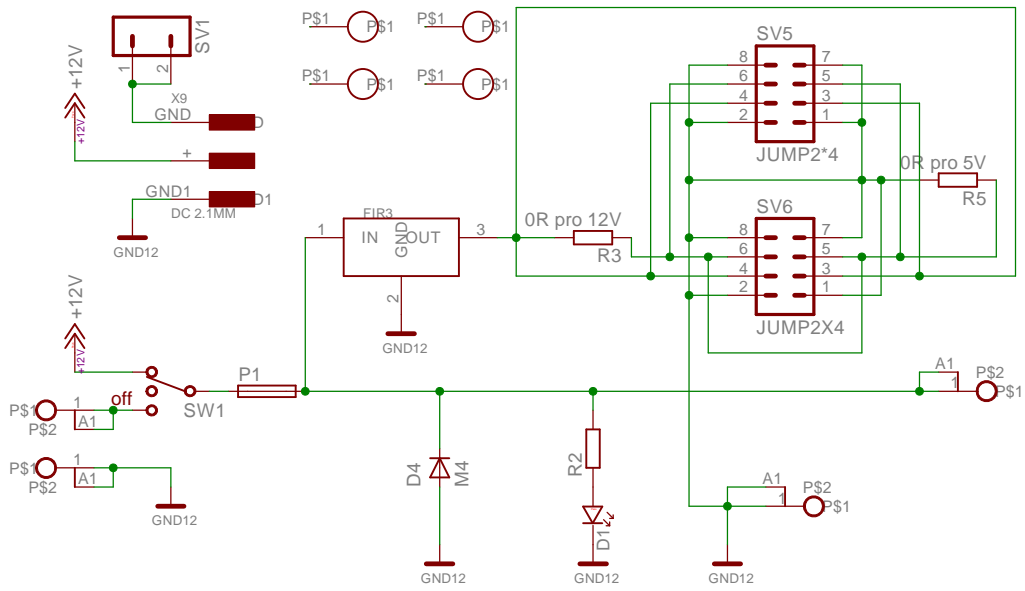 SV1
1
2
+12V
+12V
X9
GND
D
+
GND1
D1
DC 2.1MM
GND12
P$1
P$1
P$1
P$1
P$1
P$1
P$1
P$1
SV5
8
7
6
5
4
3
2
1
JUMP2*4
0R pro 5V
R5
SV6
8
7
6
5
4
3
2
1
JUMP2X4
FIR3
1
IN
GND
OUT
3
2
GND12
0R pro 12V
R3
+12V
+12V
off
SW1
P1
P$1
1
A1
P$2
P$1
1
A1
P$2
GND12
D4
M4
GND12
R2
D1
GND12
A1
1
P$2
P$1
A1
1
P$2
P$1
GND12